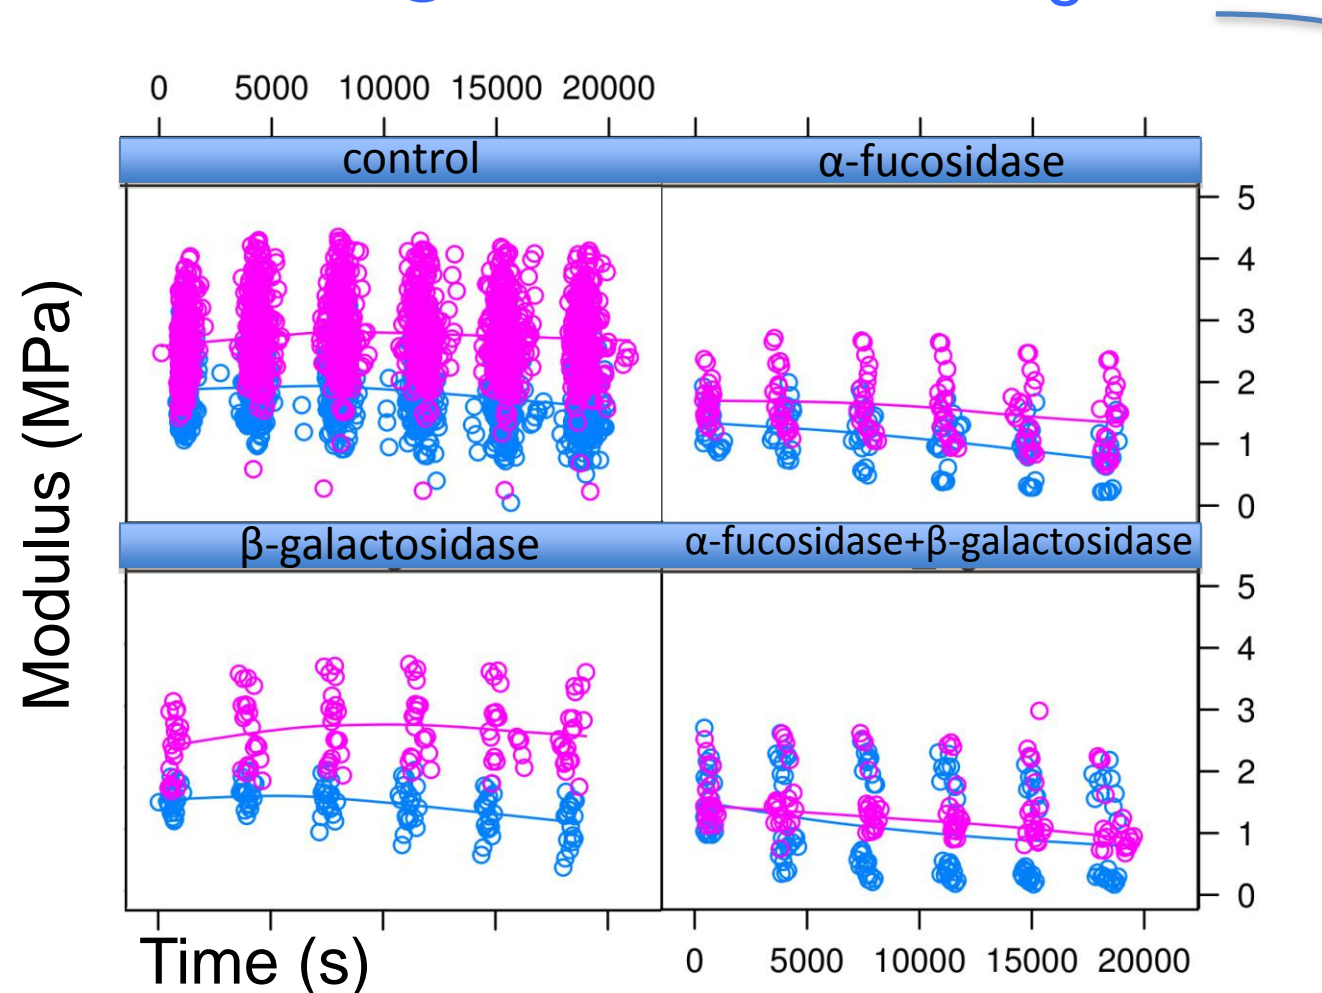 0 5000 10000 15000 20000
control
α-fucosidase
5
4
3
2
1
0
Modulus (MPa)
β-galactosidase
α-fucosidase+β-galactosidase
5
4
3
2
1
0
Time (s)
0 5000 10000 15000 20000